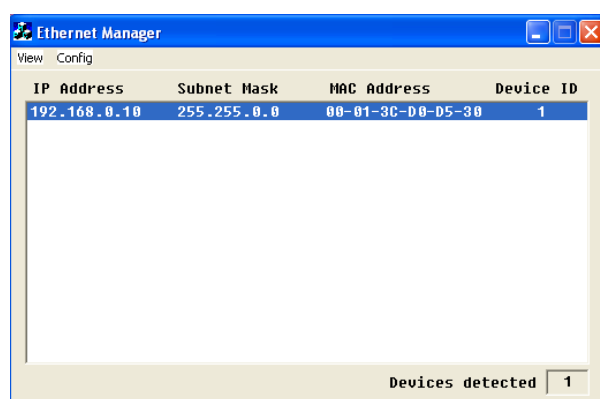 Ethernet Manager
View Config
IP Address Subnet Mask MAC Address Device ID
192.168.0.10 255.255.0.0 00-01-3C-D0-D5-30 1
Devices detected 1